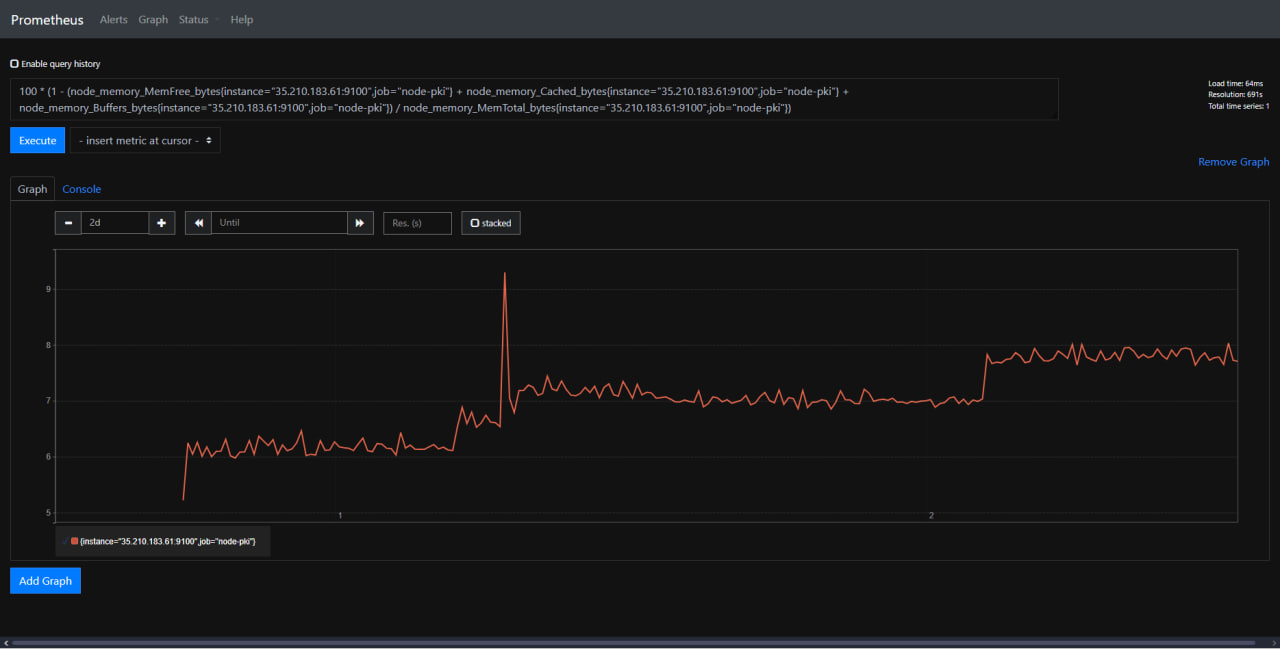 Prometheus Alerts Graph Status Help
Enable query history
100 * (1 - (node_memory_MemFree_bytes{instance="35.210.183.61:9100",job="node-pki"} + node_memory_Cached_bytes{instance="35.210.183.61:9100",job="node-pki"} +
node_memory_Buffers_bytes{instance="35.210.183.61:9100",job="node-pki"}) / node_memory_MemTotal_bytes{instance="35.210.183.61:9100",job="node-pki"})
Load time: 64ms
Resolution: 691s
Total time series: 1
Execute - insert metric at cursor -
Remove Graph
Graph Console
2d Until Res. (s) stacked
9
8
7
6
5
1 2
{instance="35.210.183.61:9100",job="node-pki"}
Add Graph